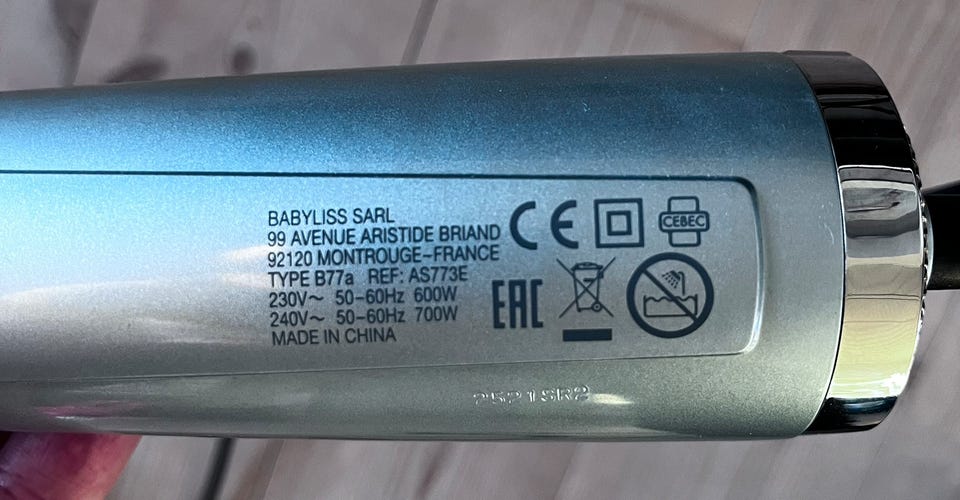 BABYLISS SARL
99 AVENUE ARISTIDE BRIAND
92120 MONTROUGE-FRANCE
TYPE B77a REF: AS773E
230V~ 50-60Hz 600W
240V~ 50-60Hz 700W
MADE IN CHINA
CE
CEBEC
EAC
2521SR2